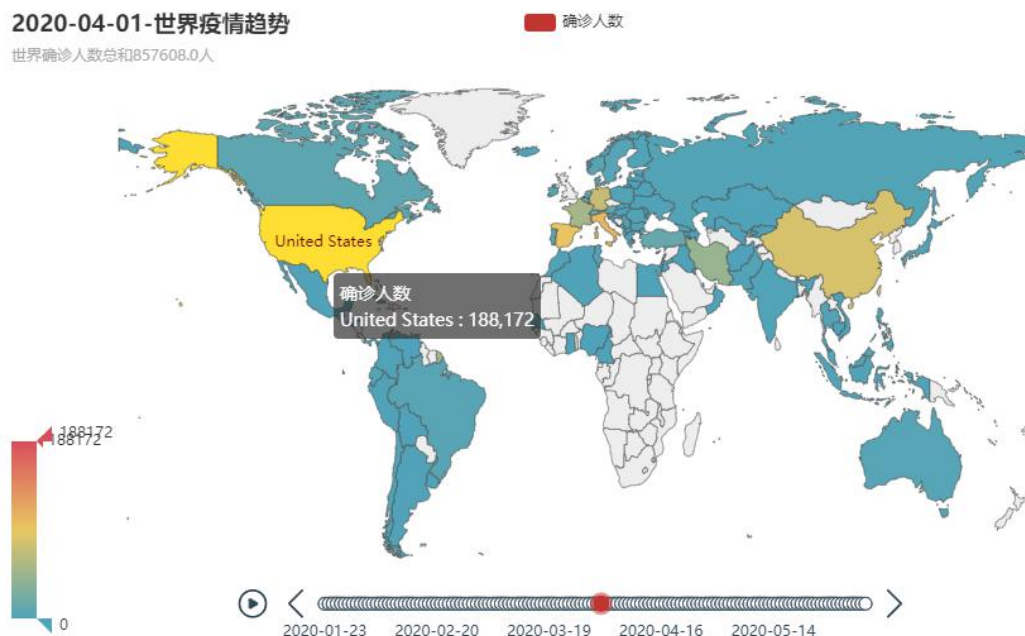 2020-04-01-世界疫情趋势
确诊人数
世界确诊人数总和857608.0人
United States
确诊人数
United States : 188,172
188172
188172
0
2020-01-23
2020-02-20
2020-03-19
2020-04-16
2020-05-14